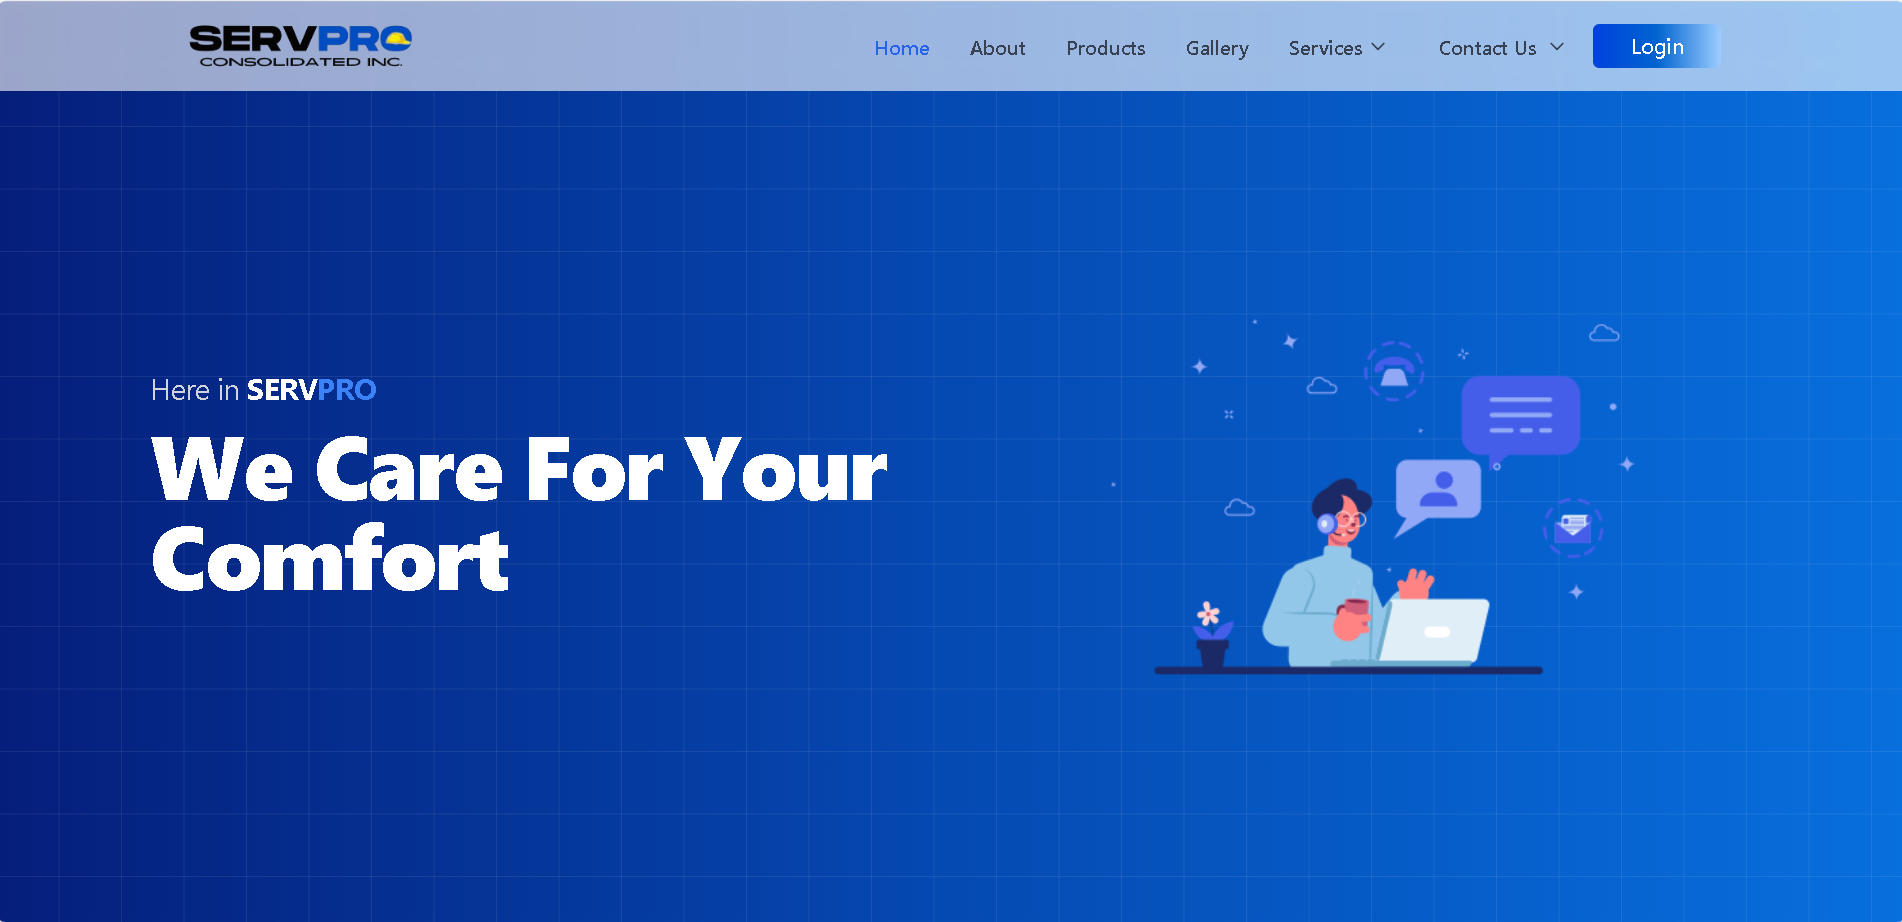 SERVPRO
CONSOLIDATED INC.
Home About Products Gallery Services Contact Us Login
Here in SERVPRO
We Care For Your
Comfort